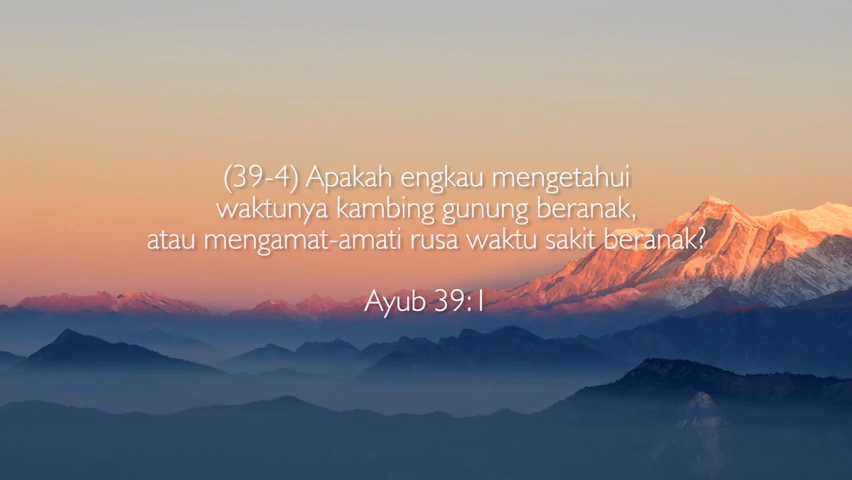 (39-4) Apakah engkau mengetahui
waktunya kambing gunung beranak,
atau mengamat-amati rusa waktu sakit beranak?
Ayub 39:1